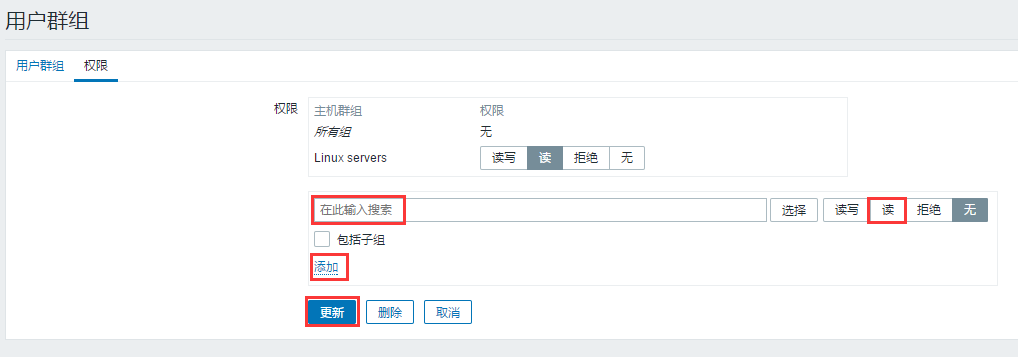 用户群组
用户群组 权限
权限 主机群组 权限
所有组 无
Linux servers 读写 读 拒绝 无
在此输入搜索 选择 读写 读 拒绝 无
包括子组
添加
更新 删除 取消